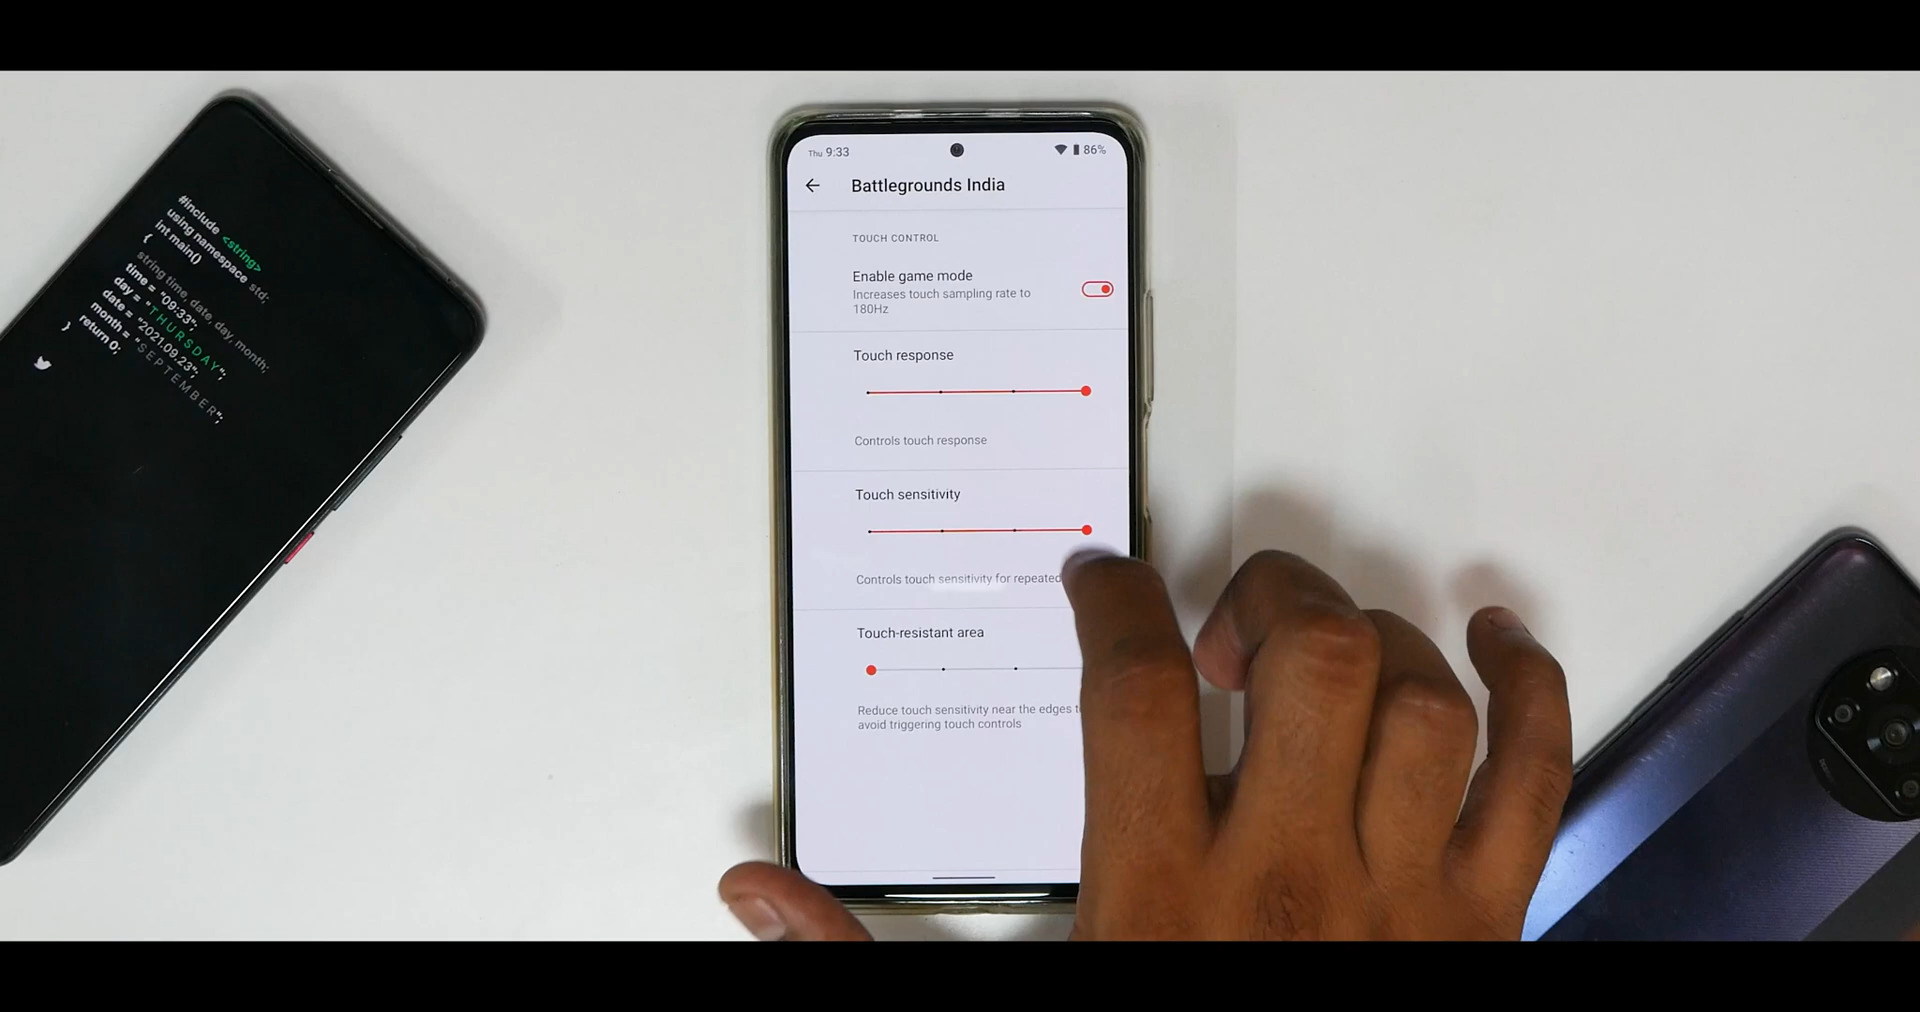 #include <string>
using namespace std;
int main()
{
string time, date, day, month;
time = "09:33";
day = "THURSDAY";
date = "2021.09.23";
month = "SEPTEMBER";
return 0;
}
Thu 9:33
86%
Battlegrounds India
TOUCH CONTROL
Enable game mode
Increases touch sampling rate to
180Hz
Touch response
Controls touch response
Touch sensitivity
Controls touch sensitivity for repeated
Touch-resistant area
Reduce touch sensitivity near the edges
avoid triggering touch controls